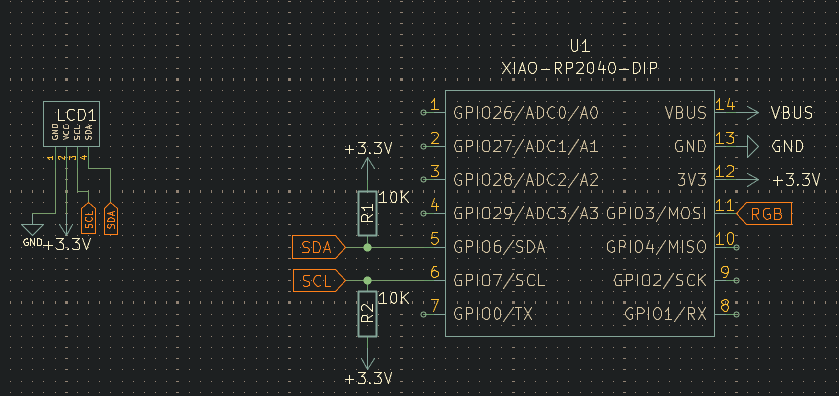 U1
XIAO-RP2040-DIP
LCD1
GND
VCC
SCL
SDA
1
2
3
4
SCL
SDA
GND
+3.3V
+3.3V
10K
R1
SDA
SCL
10K
R2
+3.3V
1 GPIO26/ADC0/A0
2 GPIO27/ADC1/A1
3 GPIO28/ADC2/A2
4 GPIO29/ADC3/A3
5 GPIO6/SDA
6 GPIO7/SCL
7 GPIO0/TX
VBUS 14 VBUS
GND 13 GND
3V3 12 +3.3V
GPIO3/MOSI 11 RGB
GPIO4/MISO 10
GPIO2/SCK 9
GPIO1/RX 8